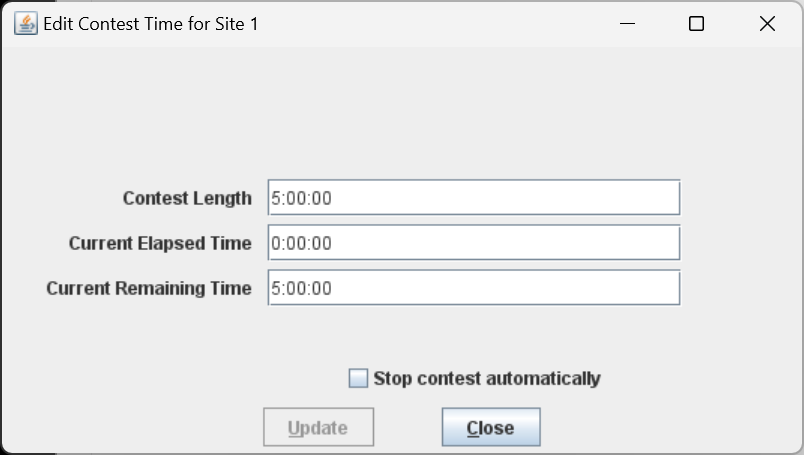 Edit Contest Time for Site 1
Contest Length 5:00:00
Current Elapsed Time 0:00:00
Current Remaining Time 5:00:00
Stop contest automatically
Update Close